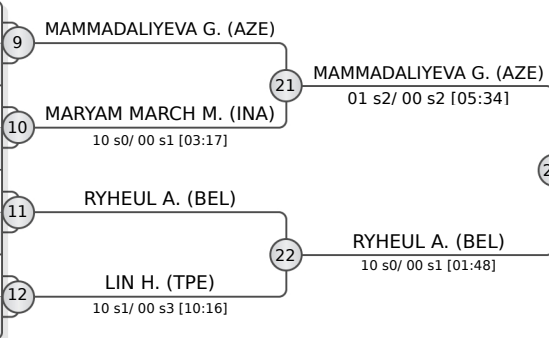 MAMMADALIYEVA G. (AZE)
9
MAMMADALIYEVA G. (AZE)
21
01 s2/ 00 s2 [05:34]
MARYAM MARCH M. (INA)
10
10 s0/ 00 s1 [03:17]
RYHEUL A. (BEL)
11
RYHEUL A. (BEL)
22
10 s0/ 00 s1 [01:48]
LIN H. (TPE)
12
10 s1/ 00 s3 [10:16]